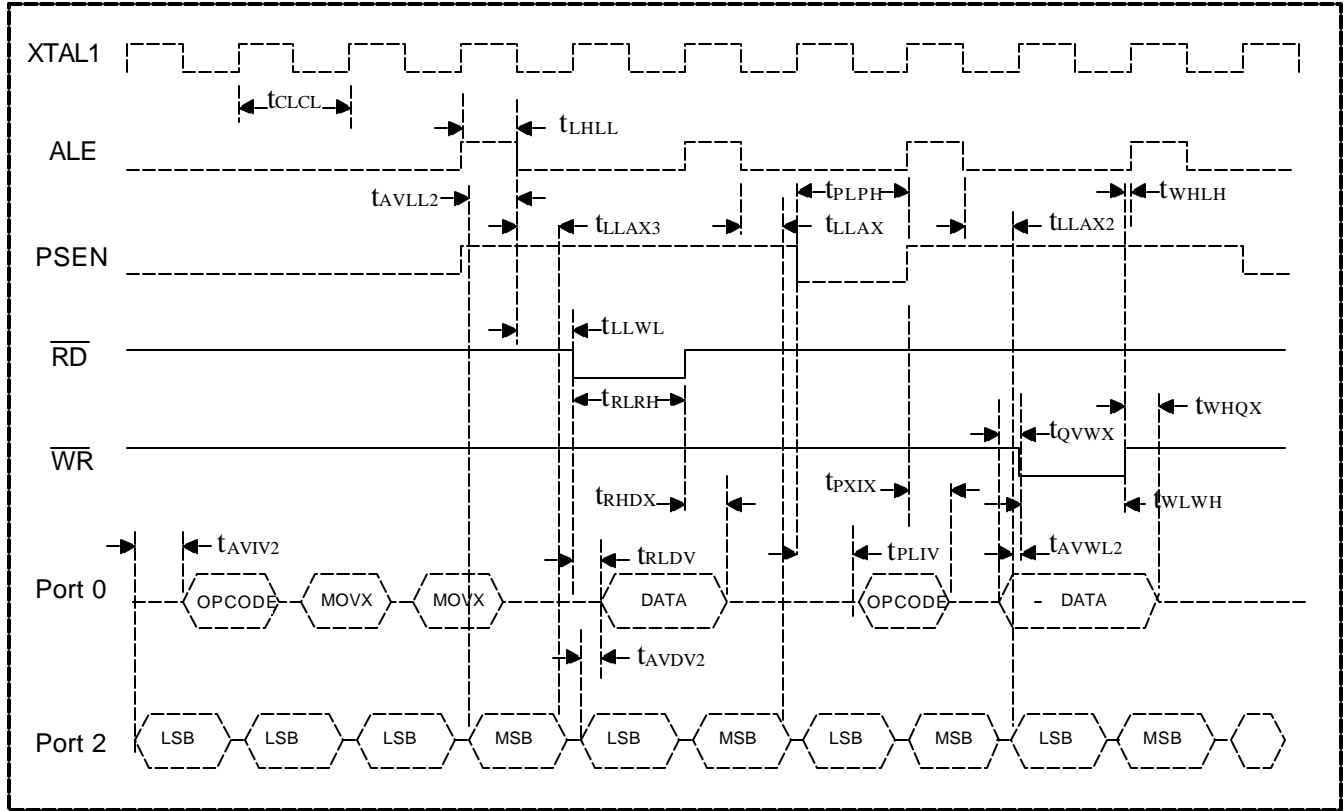 XTAL1
tCLCL
tLHLL
ALE
tAVLL2
tPLPH
tWHLH
tLLAX3
tLLAX
tLLAX2
PSEN
tLLWL
RD
tRLRH
tWHQX
tQVWX
WR
tPXIX
tRHDX
tWLWH
tAVIV2
tRLDV
tPLIV
tAVWL2
Port 0
OPCODE MOVX MOVX DATA OPCODE - DATA
tAVDV2
Port 2 LSB LSB LSB MSB LSB MSB LSB MSB LSB MSB